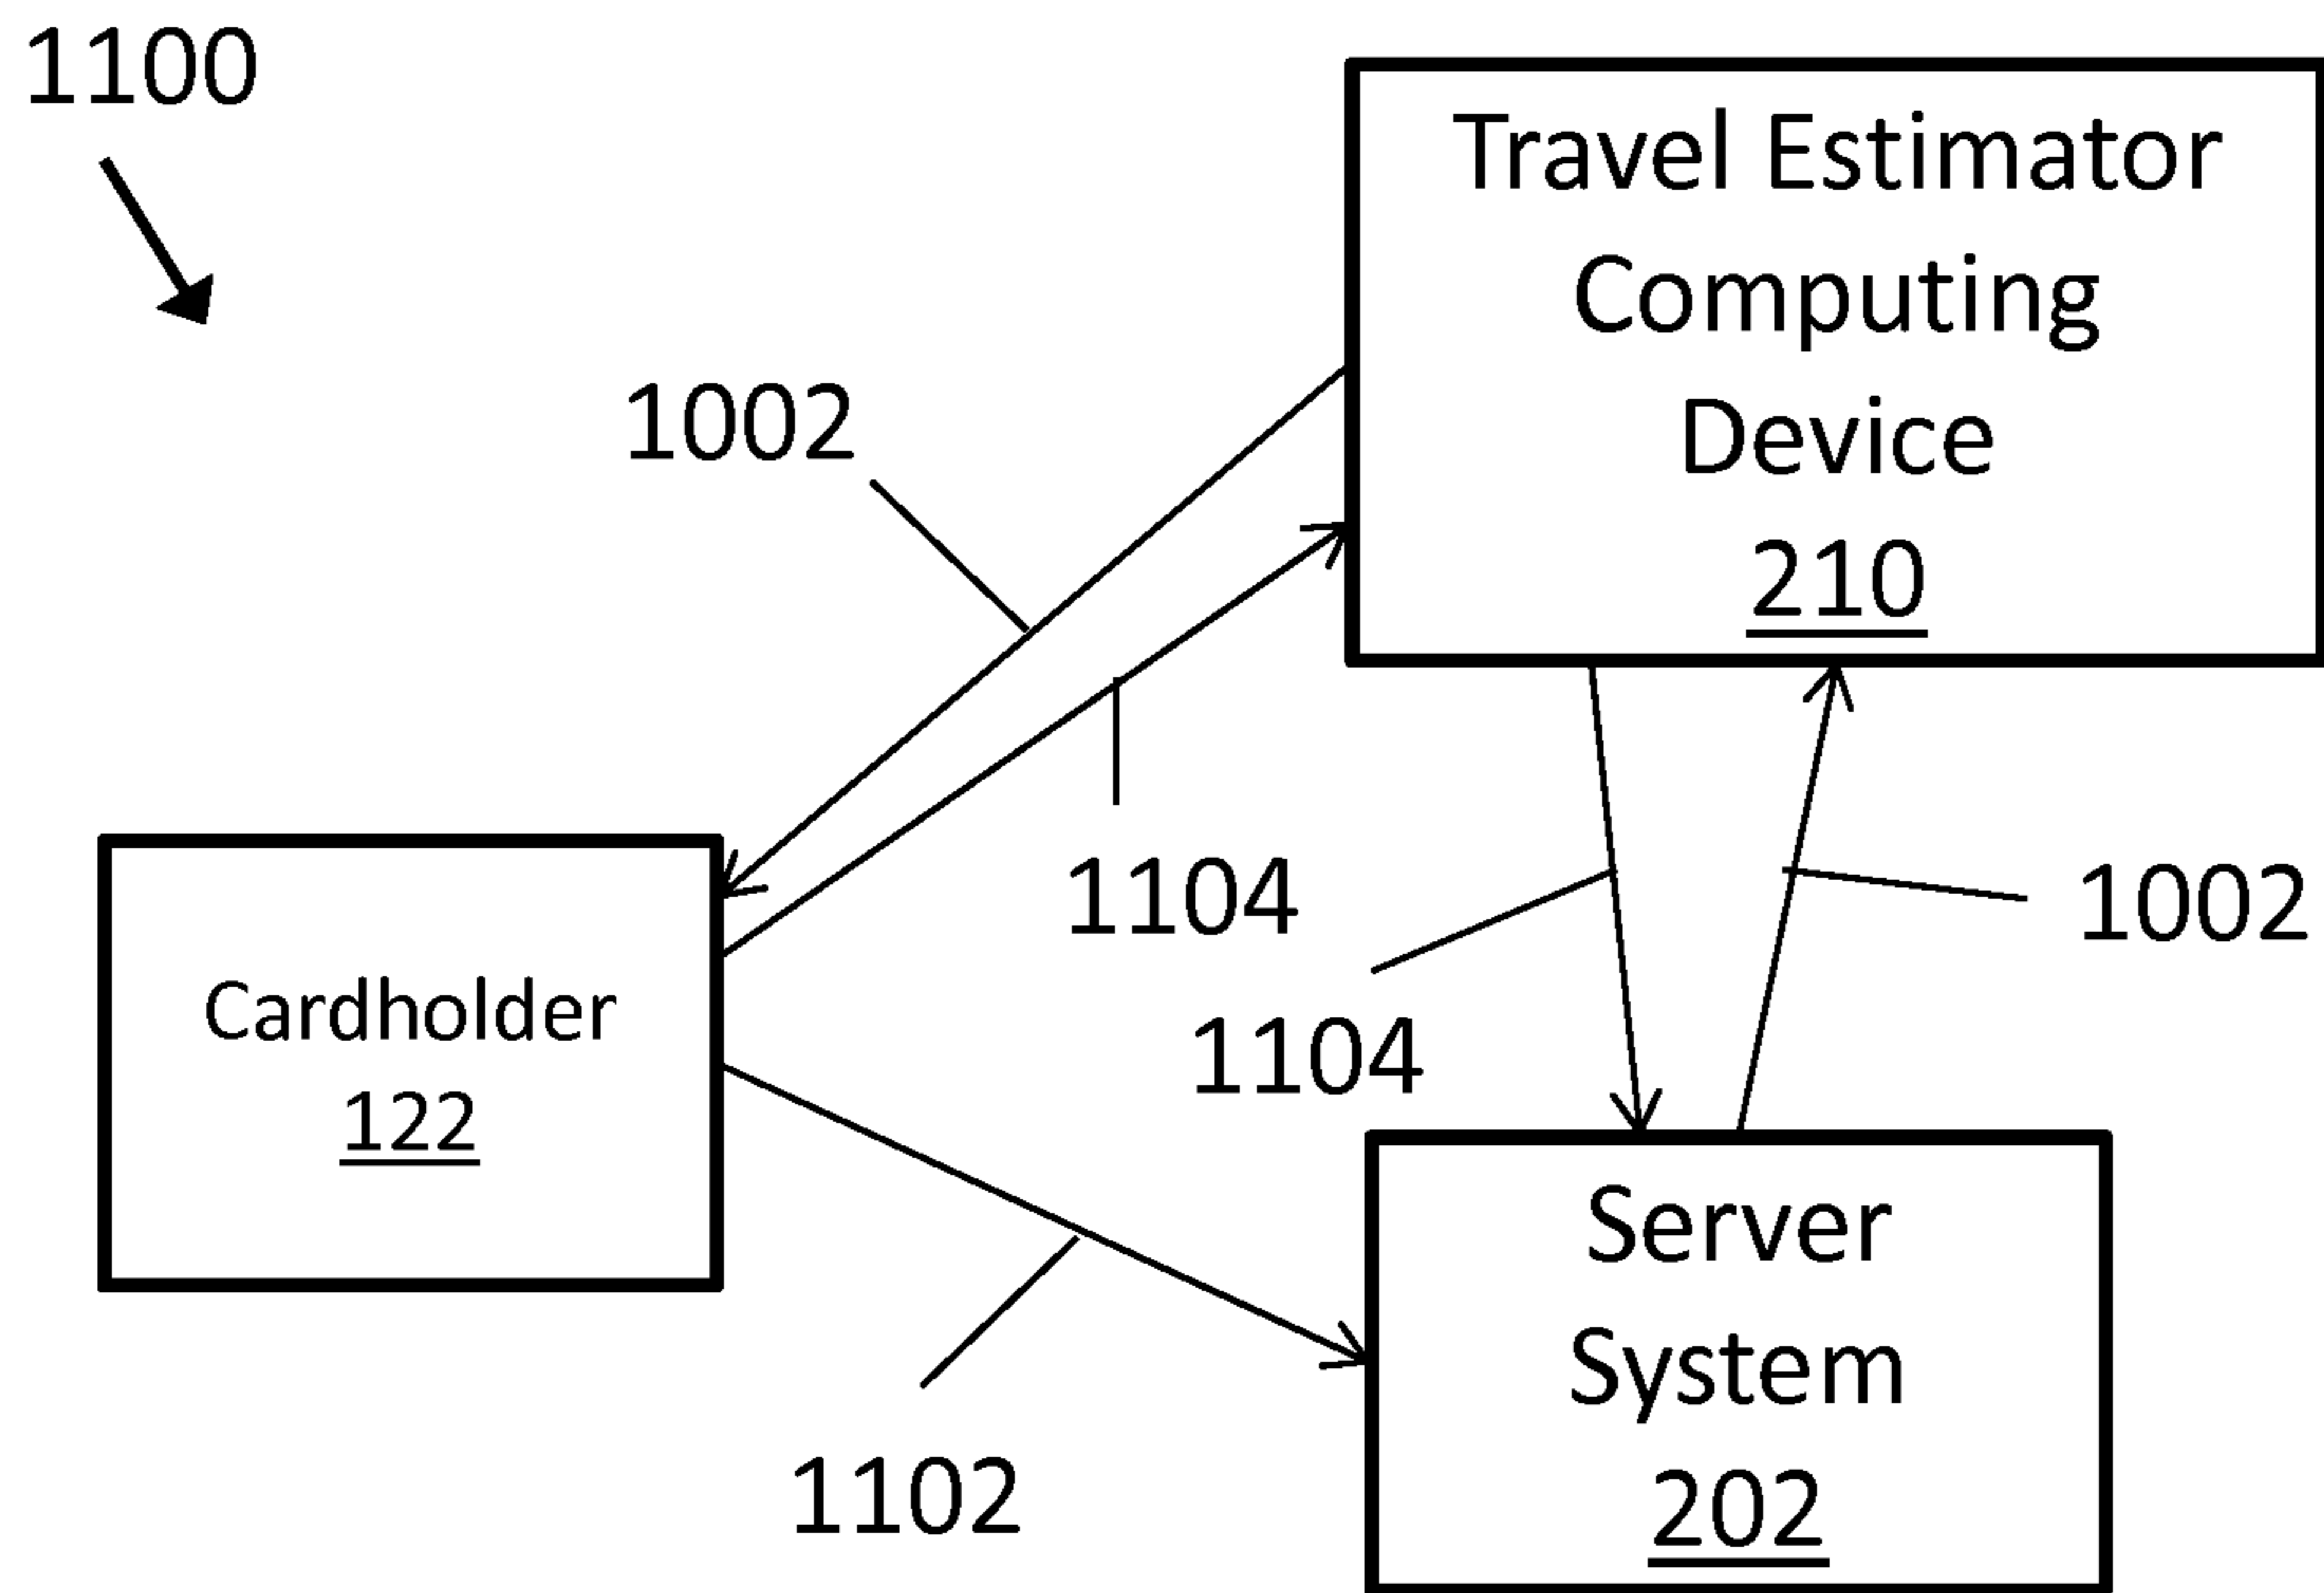 1100
Travel Estimator
Computing
Device
210
1002
1104
1002
Cardholder
122
1104
1102
Server
System
202